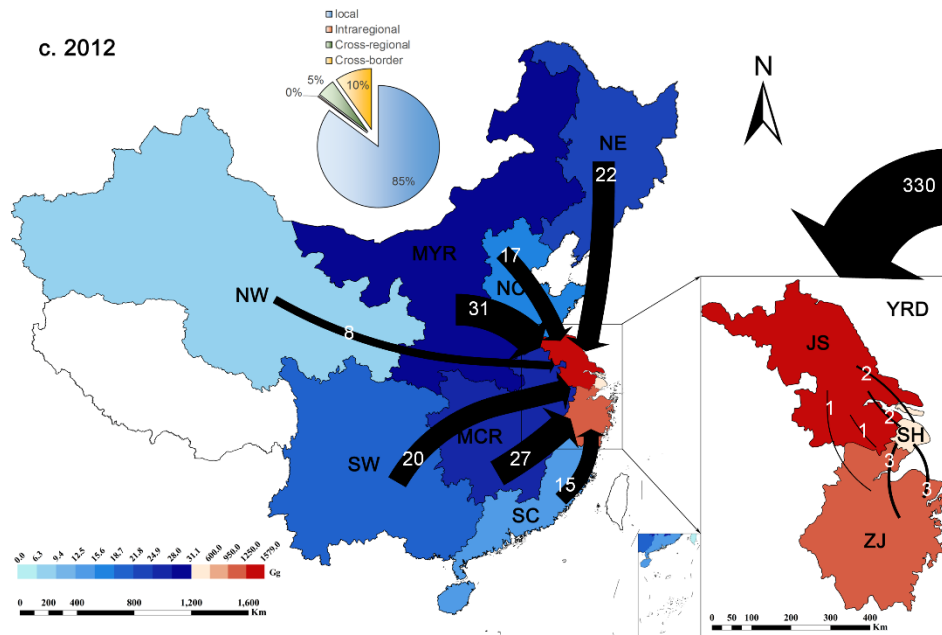 c. 2012
local
Intraregional
Cross-regional
Cross-border
5%
10%
0%
85%
N
NE
22
330
MYR
17
NC
NW
31
8
YRD
JS
2
1
2
1
SH
3
3
ZJ
MCR
SW
20
27
15
SC
0.0
6.3
9.4
12.5
15.6
18.7
21.8
24.9
28.0
31.1
600.0
950.0
1250.0
1579.0
Gg
0 200 400 800 1,200 1,600
Km
0 50 100 200 300 400
Km